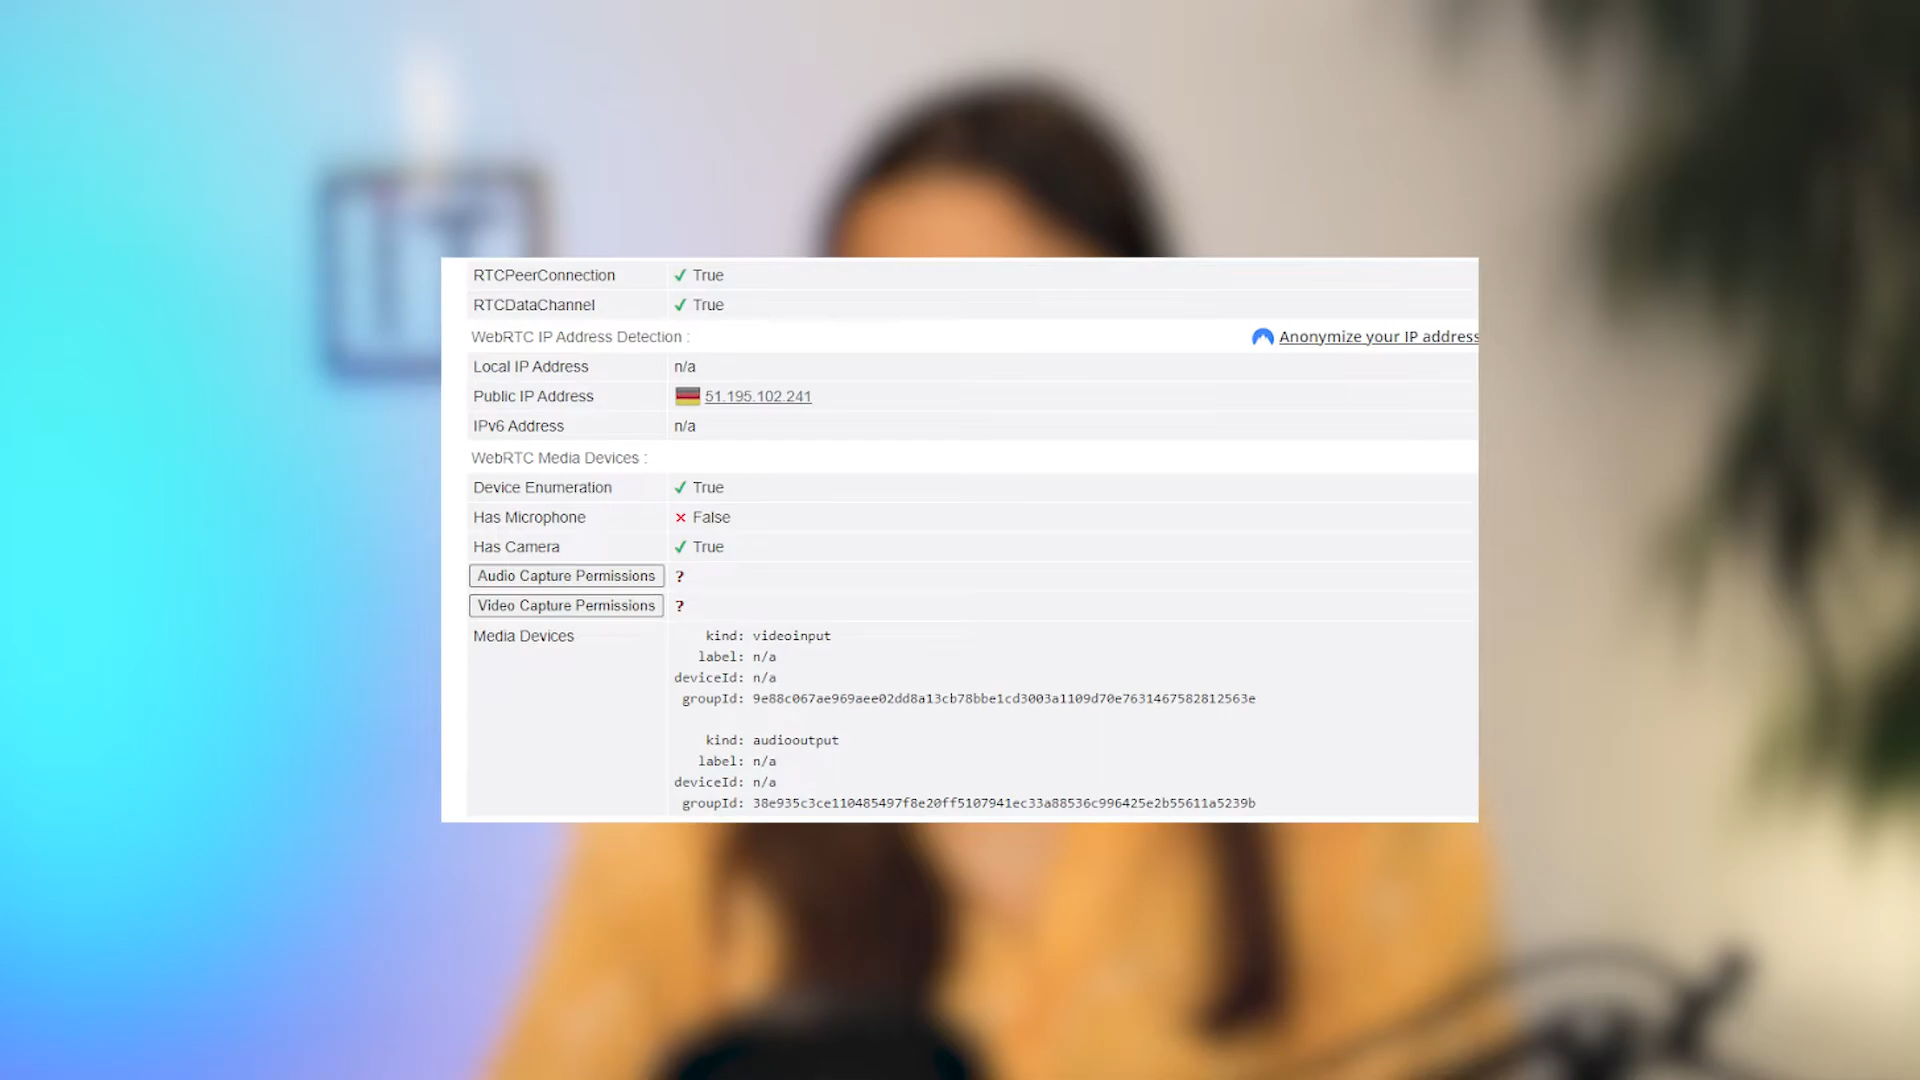 RTCPeerConnection ✓ True
RTCDataChannel ✓ True
WebRTC IP Address Detection : Anonymize your IP address
Local IP Address n/a
Public IP Address 51.195.102.241
IPv6 Address n/a
WebRTC Media Devices :
Device Enumeration ✓ True
Has Microphone × False
Has Camera ✓ True
Audio Capture Permissions ?
Video Capture Permissions ?
Media Devices kind: videoinput
label: n/a
deviceId: n/a
groupId: 9e88c067ae969aee02dd8a13cb78bbe1cd3003a1109d70e7631467582812563e
kind: audiooutput
label: n/a
deviceId: n/a
groupId: 38e935c3ce110485497f8e20ff5107941ec33a88536c996425e2b55611a5239b